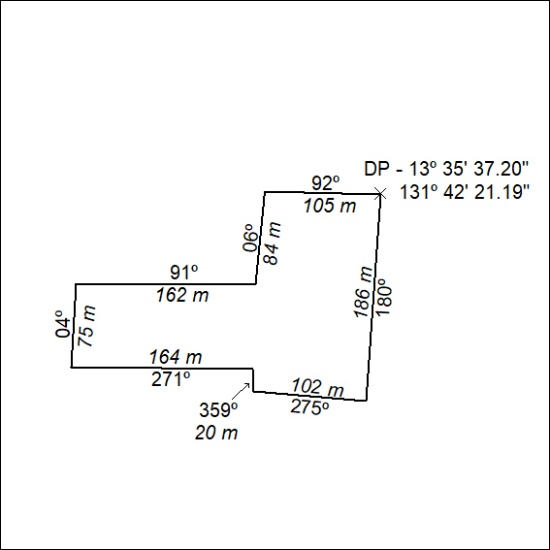 DP - 13º 35' 37.20"
131º 42' 21.19"
92º
105 m
06º
84 m
91º
162 m
186 m
180º
04º
75 m
164 m
271º
102 m
275º
359º
20 m